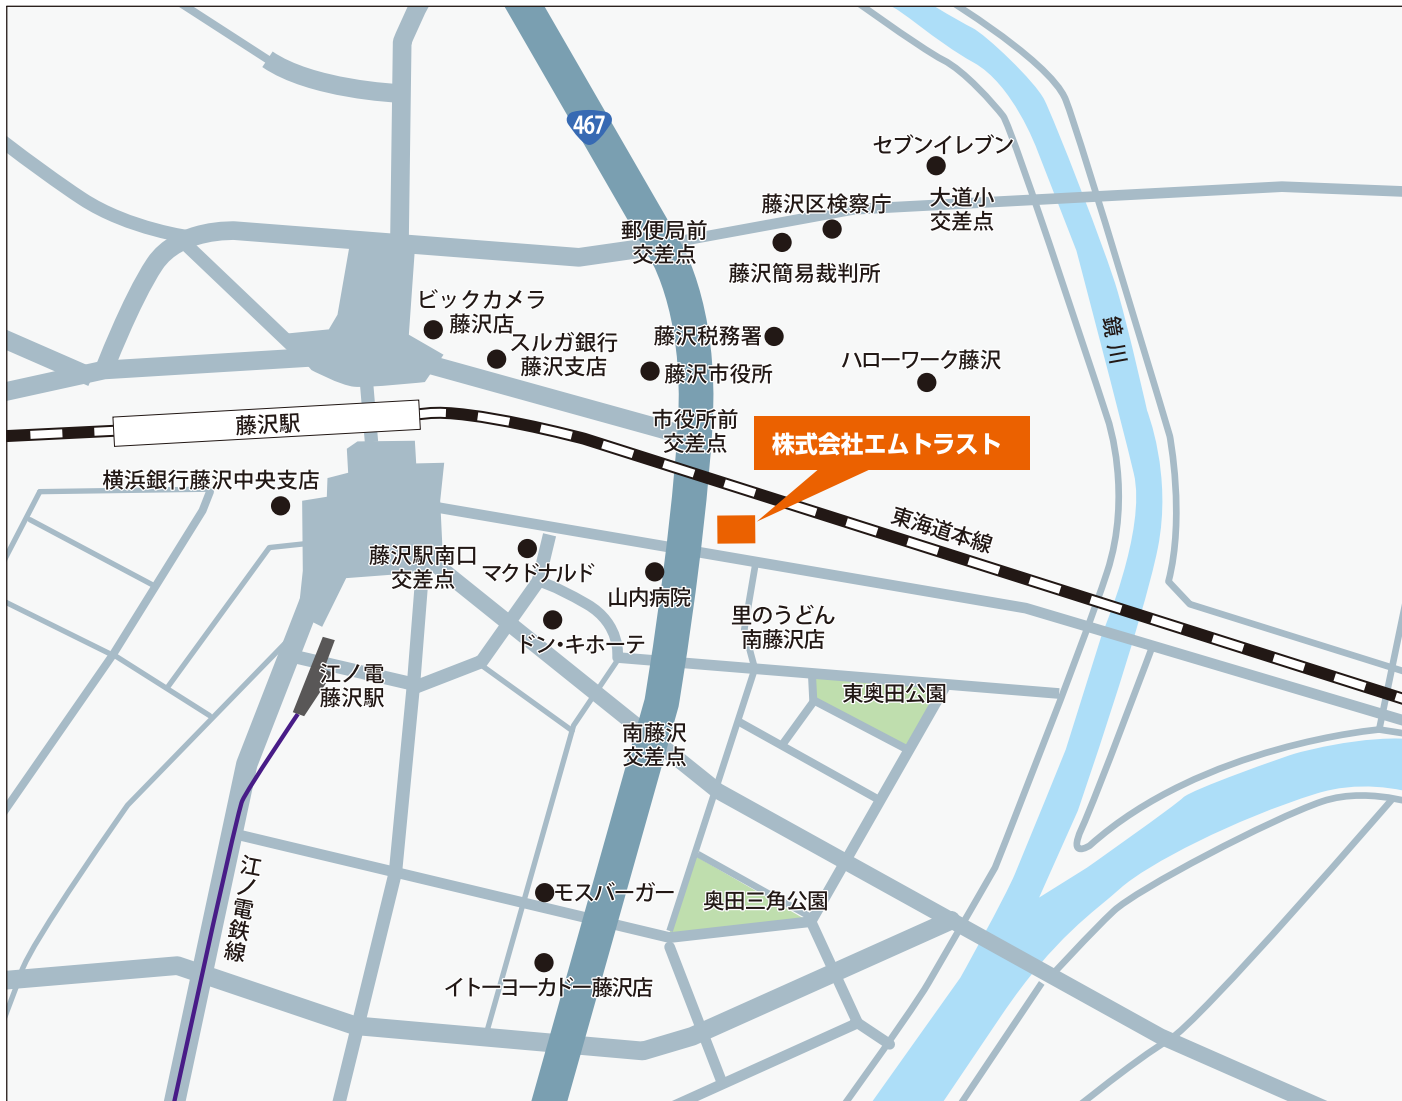 467
セブンイレブン
藤沢区検察庁
大道小
交差点
郵便局前
交差点
藤沢簡易裁判所
ビックカメラ
藤沢店
スルガ銀行
藤沢支店
藤沢税務署
藤沢市役所
ハローワーク藤沢
鏡川
藤沢駅
市役所前
交差点
株式会社エムトラスト
横浜銀行藤沢中央支店
東海道本線
藤沢駅南口
交差点
マクドナルド
山内病院
里のうどん
南藤沢店
ドン・キホーテ
江ノ電
藤沢駅
東奥田公園
南藤沢
交差点
江ノ電鉄線
モスバーガー
奥田三角公園
イトーヨーカドー藤沢店